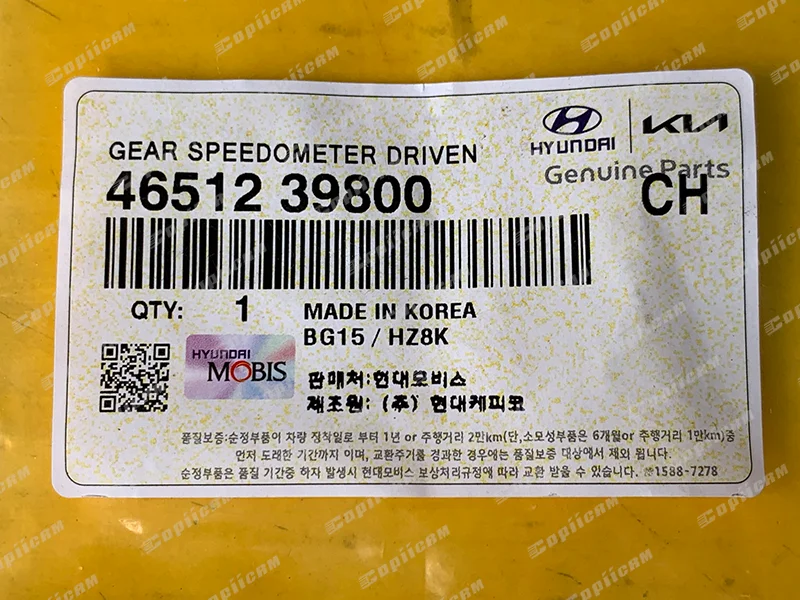 HYUNDAI KIA
Genuine Parts
GEAR SPEEDOMETER DRIVEN
46512 39800 CH
QTY: 1 MADE IN KOREA
BG15 / HZ8K
HYUNDAI
MOBIS
판매처:현대모비스
제조원: (주) 현대케피코
품질보증:순정부품이 차량 장착일로 부터 1년 or 주행거리 2만km(단,소모성부품은 6개월or 주행거리 1만km)중
먼저 도래한 기간까지 이며, 교환주기를 경과한 경우에는 품질보증 대상에서 제외 됩니다.
순정부품은 품질 기간중 하자 발생시 현대모비스 보상처리규정에 따라 교환 받을 수 있습니다. ☎1588-7278
CopiiCAM